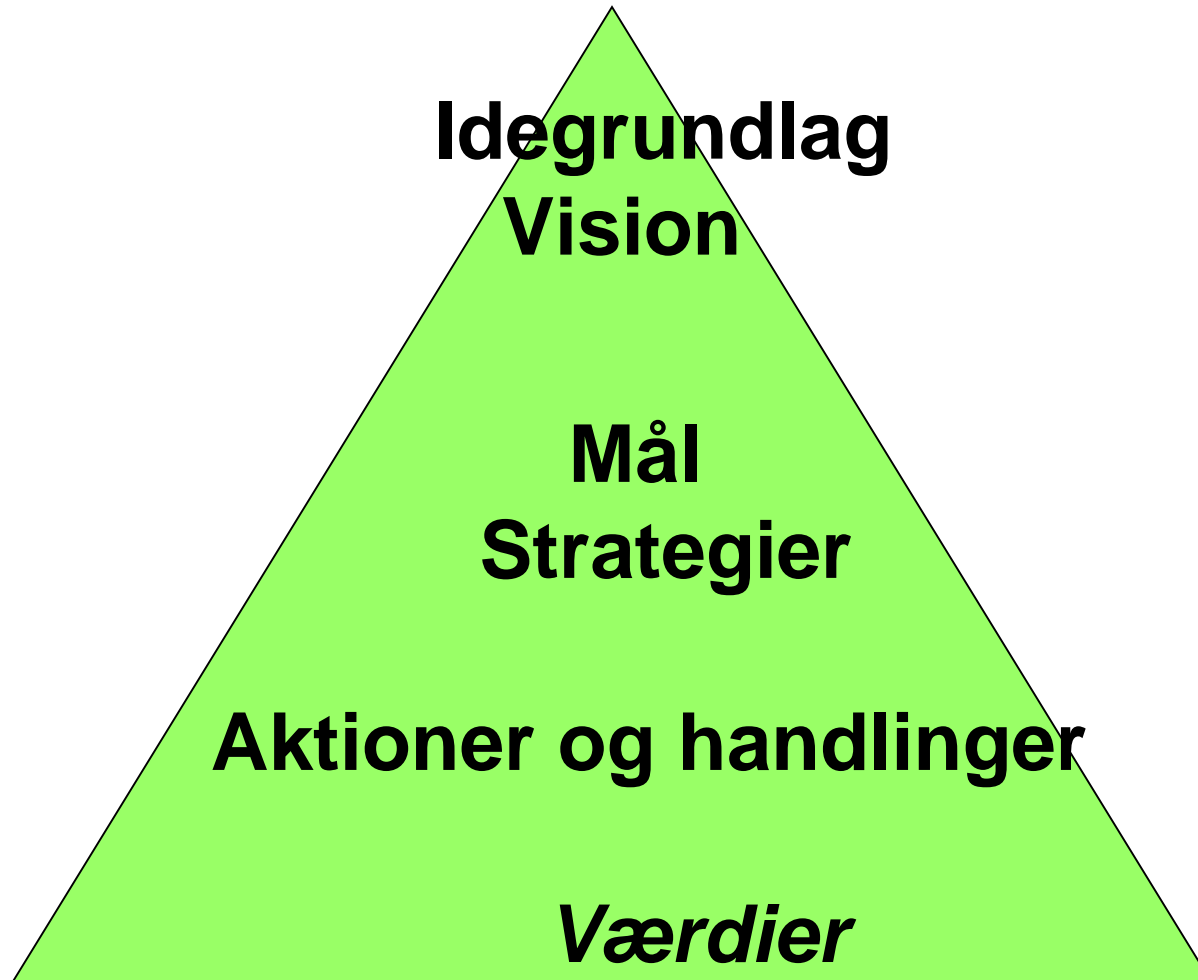 Idegrundlag
Vision
Mål
Strategier
Aktioner og handlinger
Værdier